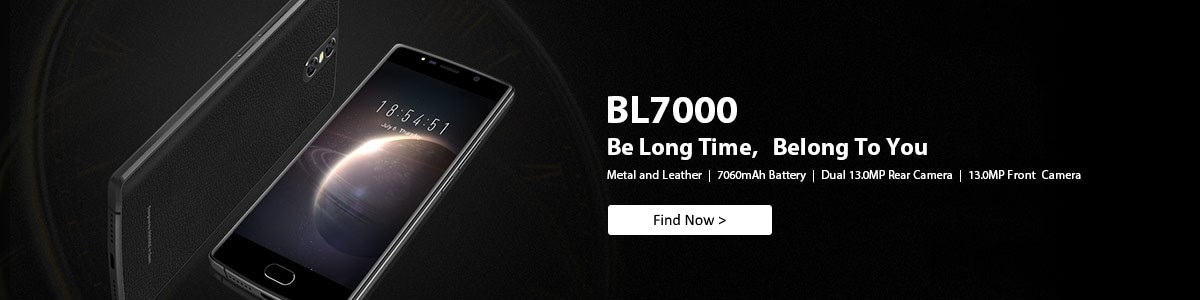 18:54:51
July 6, Thursday
BL7000
Be Long Time, Belong To You
Metal and Leather | 7060mAh Battery | Dual 13.0MP Rear Camera | 13.0MP Front Camera
Find Now >